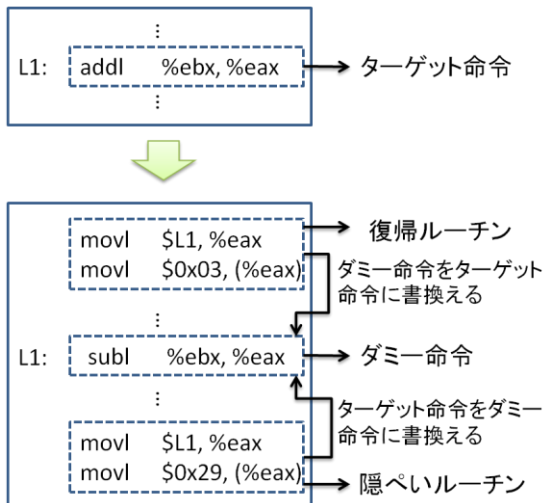 ⋮
L1: addl %ebx, %eax
ターゲット命令
⋮
movl $L1, %eax
復帰ルーチン
movl $0x03, (%eax)
ダミー命令をターゲット
命令に書換える
⋮
L1: subl %ebx, %eax
ダミー命令
⋮
ターゲット命令をダミー
命令に書換える
movl $L1, %eax
movl $0x29, (%eax)
隠ぺいルーチン